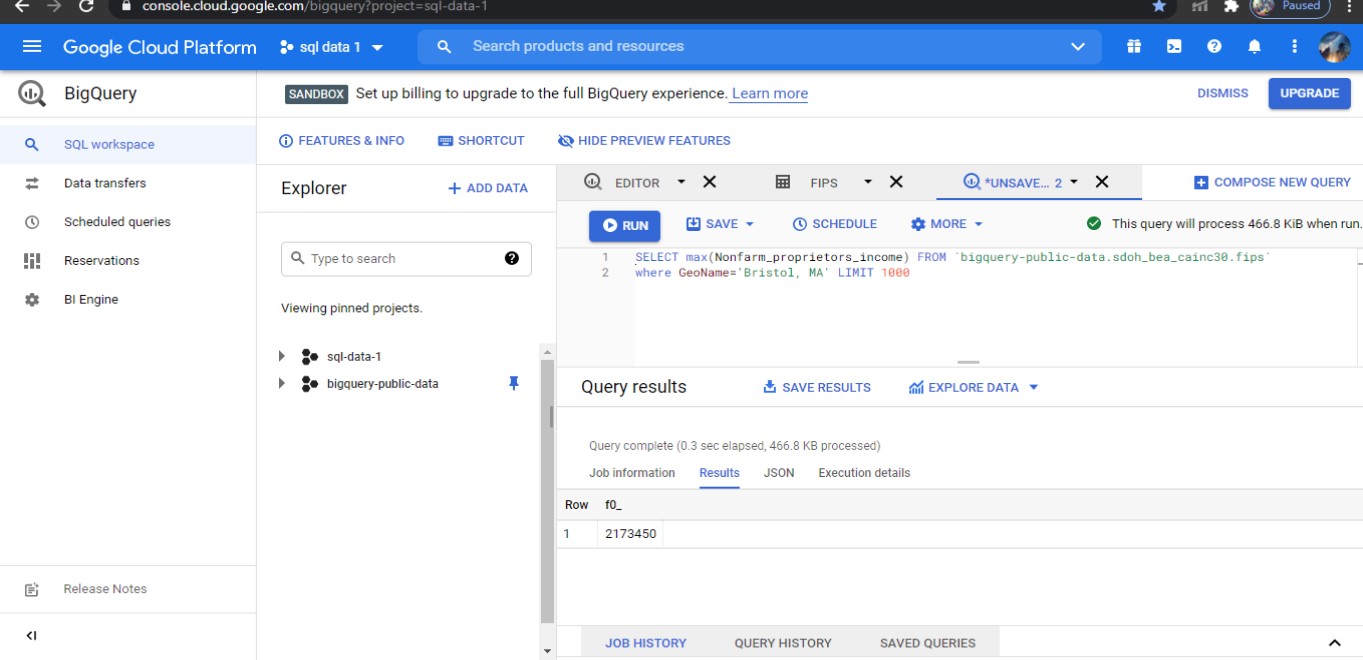 console.cloud.google.com/bigquery?project=sql-data-1
Paused
Google Cloud Platform
sql data 1
Search products and resources
BigQuery
SANDBOX Set up billing to upgrade to the full BigQuery experience. Learn more
DISMISS
UPGRADE
SQL workspace
Data transfers
Scheduled queries
Reservations
BI Engine
Release Notes
FEATURES & INFO
SHORTCUT
HIDE PREVIEW FEATURES
Explorer
+ ADD DATA
Type to search
Viewing pinned projects.
sql-data-1
bigquery-public-data
EDITOR
FIPS
*UNSAVE... 2
COMPOSE NEW QUERY
RUN
SAVE
SCHEDULE
MORE
This query will process 466.8 KiB when run.
1 SELECT max(Nonfarm_proprietors_income) FROM `bigquery-public-data.sdoh_bea_cainc30.fips`
2 where GeoName='Bristol, MA' LIMIT 1000
Query results
SAVE RESULTS
EXPLORE DATA
Query complete (0.3 sec elapsed, 466.8 KB processed)
Job information
Results
JSON
Execution details
Row f0_
1 2173450
JOB HISTORY
QUERY HISTORY
SAVED QUERIES